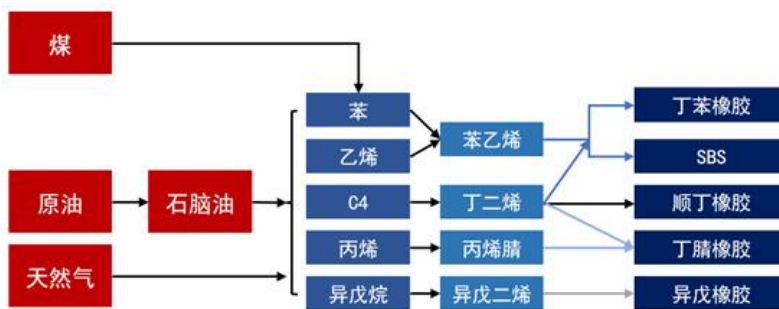 煤
苯
丁苯橡胶
乙烯
苯乙烯
SBS
原油
石脑油
C4
丁二烯
顺丁橡胶
天然气
丙烯
丙烯腈
丁腈橡胶
异戊烷
异戊二烯
异戊橡胶